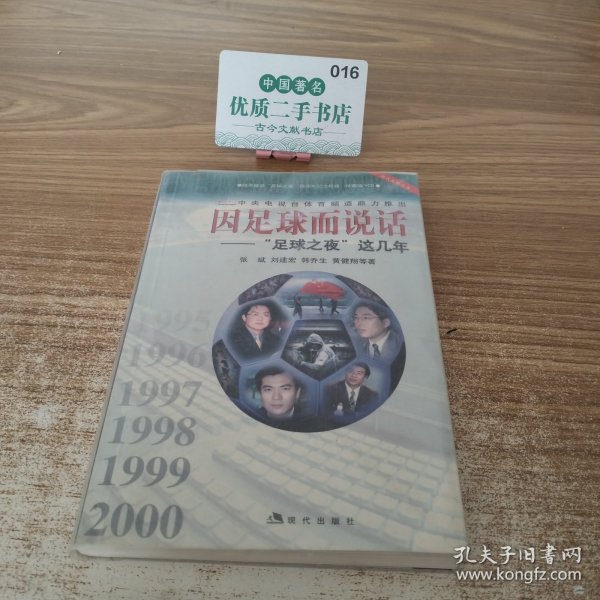 016
中国著名
优质二手书店
古今文献书店
中央电视台体育频道鼎力推出
因足球而说话
——“足球之夜”这几年
张斌 刘建宏 韩乔生 黄健翔等著
1995
1996
1997
1998
1999
2000
现代出版社
孔夫子旧书网
www.kongfz.com